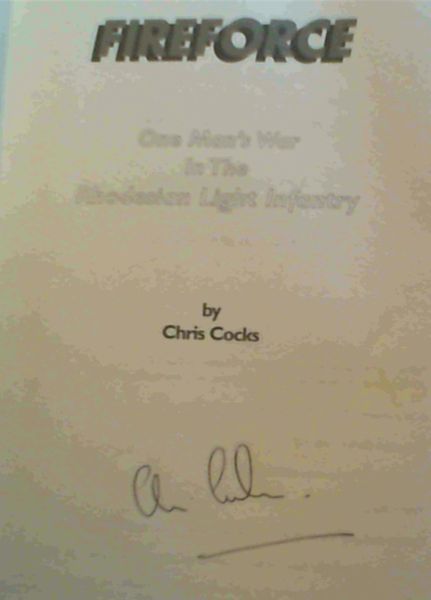 FIREFORCE
One Man's War
In The
Rhodesian Light Infantry
by
Chris Cocks